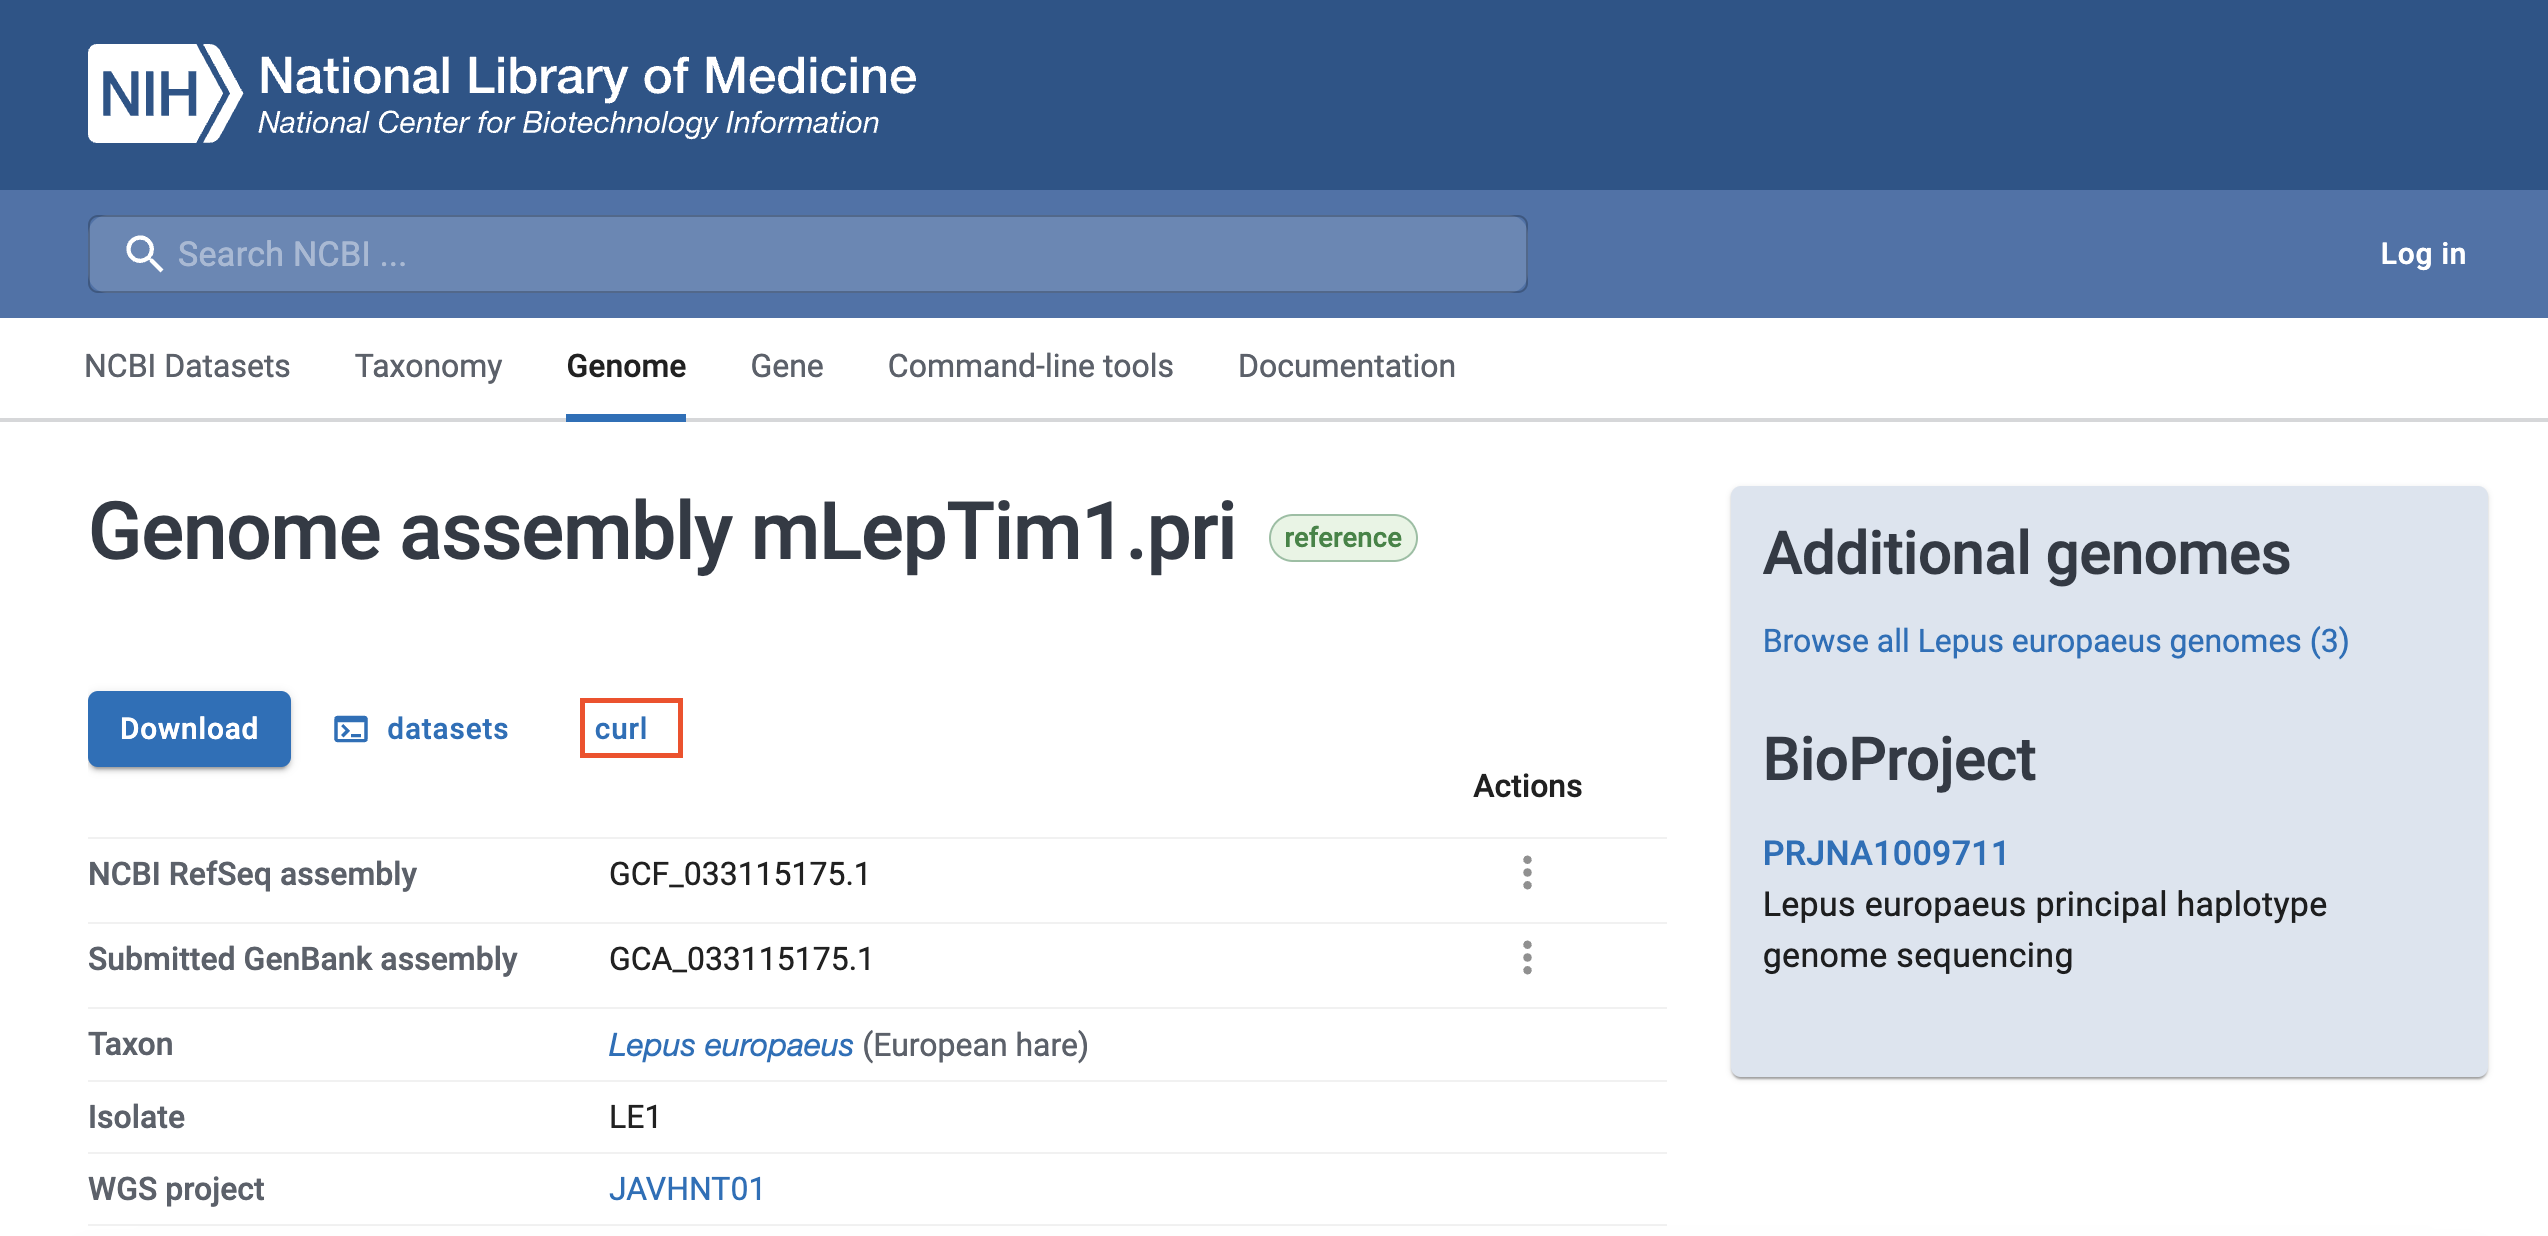 NIH National Library of Medicine
National Center for Biotechnology Information
Search NCBI ...
Log in
NCBI Datasets Taxonomy Genome Gene Command-line tools Documentation
Genome assembly mLepTim1.pri reference
Download datasets curl
Actions
NCBI RefSeq assembly GCF_033115175.1
Submitted GenBank assembly GCA_033115175.1
Taxon Lepus europaeus (European hare)
Isolate LE1
WGS project JAVHNT01
Additional genomes
Browse all Lepus europaeus genomes (3)
BioProject
PRJNA1009711
Lepus europaeus principal haplotype
genome sequencing